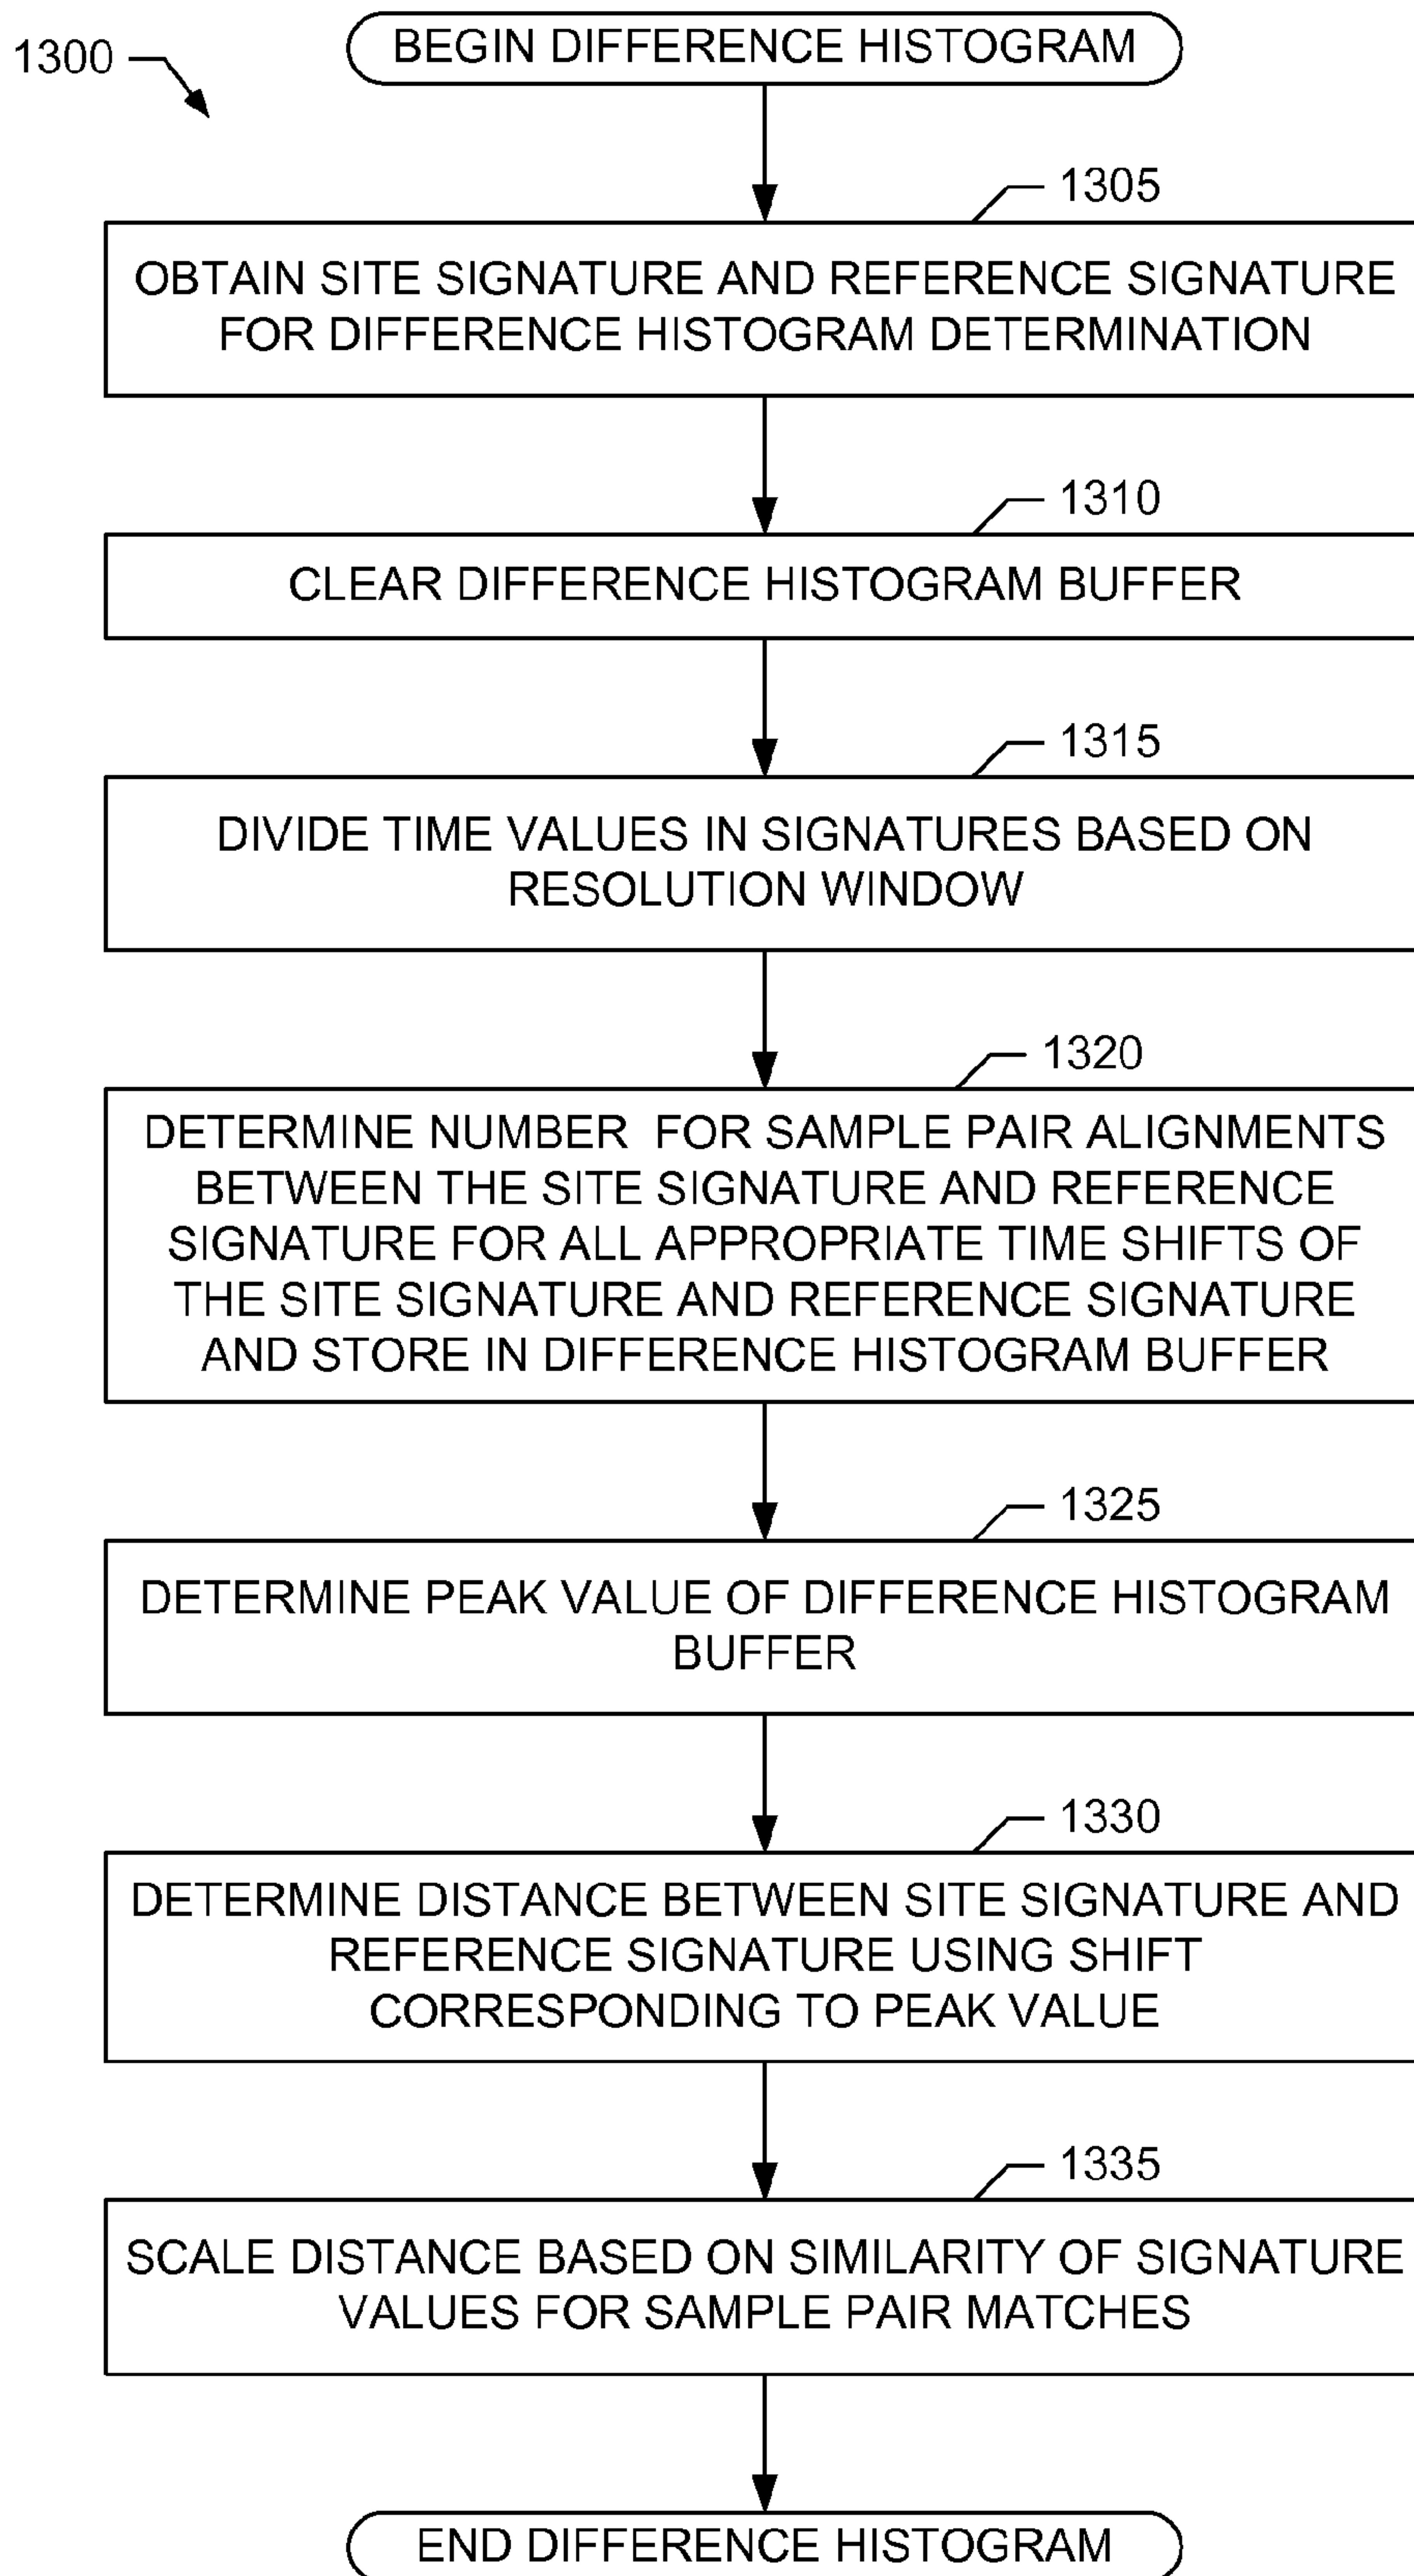 1300
BEGIN DIFFERENCE HISTOGRAM
1305
OBTAIN SITE SIGNATURE AND REFERENCE SIGNATURE
FOR DIFFERENCE HISTOGRAM DETERMINATION
1310
CLEAR DIFFERENCE HISTOGRAM BUFFER
1315
DIVIDE TIME VALUES IN SIGNATURES BASED ON
RESOLUTION WINDOW
1320
DETERMINE NUMBER FOR SAMPLE PAIR ALIGNMENTS
BETWEEN THE SITE SIGNATURE AND REFERENCE
SIGNATURE FOR ALL APPROPRIATE TIME SHIFTS OF
THE SITE SIGNATURE AND REFERENCE SIGNATURE
AND STORE IN DIFFERENCE HISTOGRAM BUFFER
1325
DETERMINE PEAK VALUE OF DIFFERENCE HISTOGRAM
BUFFER
1330
DETERMINE DISTANCE BETWEEN SITE SIGNATURE AND
REFERENCE SIGNATURE USING SHIFT
CORRESPONDING TO PEAK VALUE
1335
SCALE DISTANCE BASED ON SIMILARITY OF SIGNATURE
VALUES FOR SAMPLE PAIR MATCHES
END DIFFERENCE HISTOGRAM